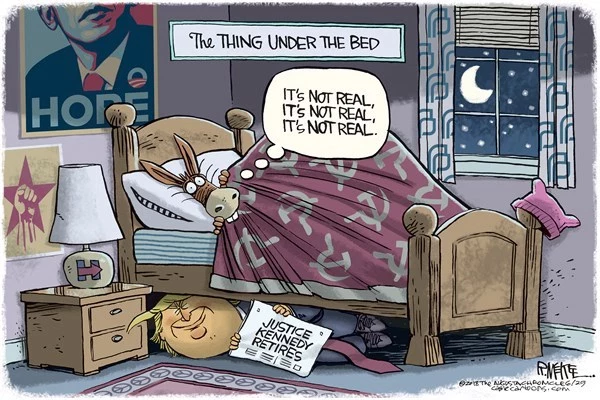 The THING UNDER THE BED
HOPE
IT'S NOT REAL,
IT'S NOT REAL,
IT'S NOT REAL.
H
JUSTICE
KENNEDY
RETIRES